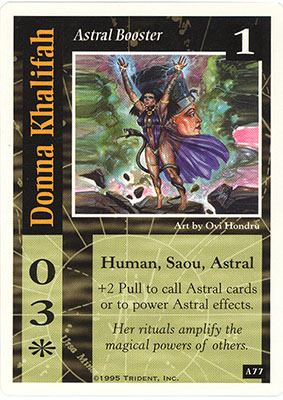 Donna Khalifah
Astral Booster
1
Art by Ovi Hondru
0
3
*
Human, Saou, Astral
+2 Pull to call Astral cards
or to power Astral effects.
Her rituals amplify the
magical powers of others.
©1995 TRIDENT, INC.
A77